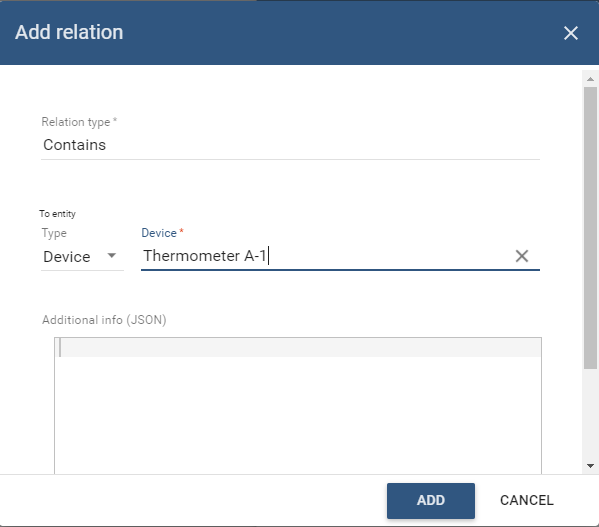 Add relation
Relation type *
Contains
To entity
Type
Device *
Device
Thermometer A-1
Additional info (JSON)
ADD
CANCEL